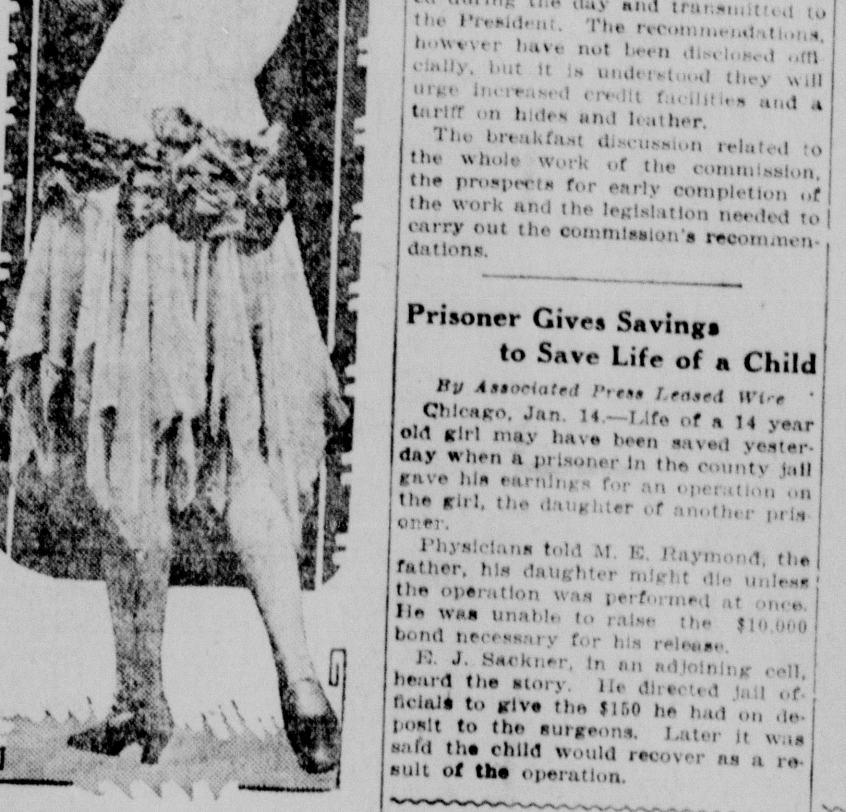 ed during the day and transmitted to
the President. The recommendations,
however have not been disclosed offi-
cially, but it is understood they will
urge increased credit facilities and a
tariff on hides and leather.
The breakfast discussion related to
the whole work of the commission,
the prospects for early completion of
the work and the legislation needed to
carry out the commission's recommen-
dations.
Prisoner Gives Savings
to Save Life of a Child
By Associated Press Leased Wire
Chicago, Jan. 14.—Life of a 14 year
old girl may have been saved yester-
day when a prisoner in the county jail
gave his earnings for an operation on
the girl, the daughter of another pris-
oner.
Physicians told M. E. Raymond, the
father, his daughter might die unless
the operation was performed at once.
He was unable to raise the $10,000
bond necessary for his release.
E. J. Sackner, in an adjoining cell,
heard the story. He directed jail of-
ficials to give the $150 he had on de-
posit to the surgeons. Later it was
said the child would recover as a re-
sult of the operation.